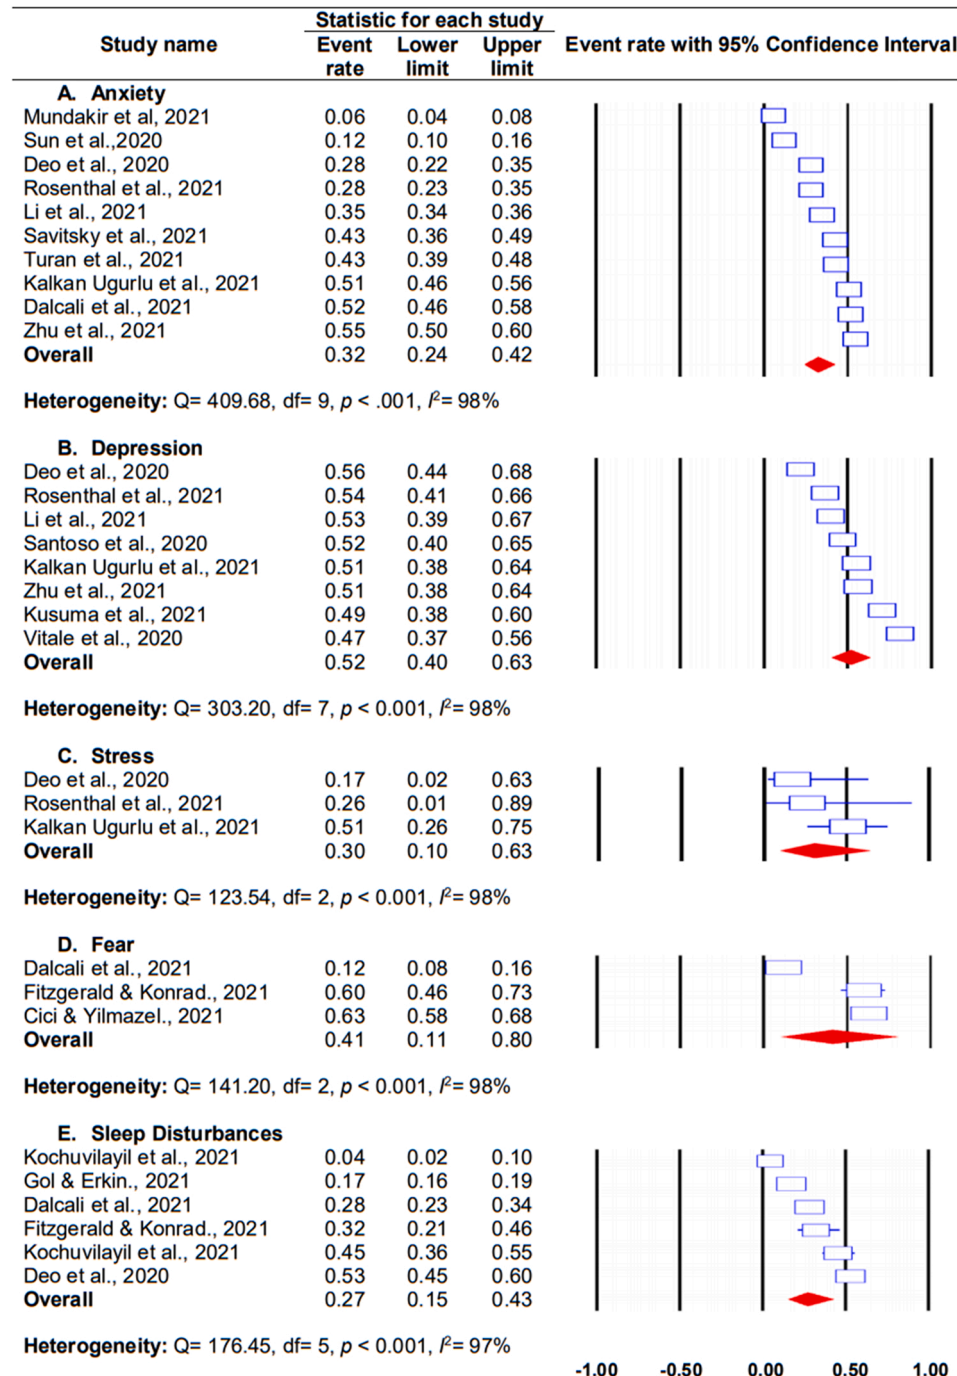 Statistic for each study
Study name Event rate Lower limit Upper limit Event rate with 95% Confidence Interval
A. Anxiety
Mundakir et al, 2021 0.06 0.04 0.08
Sun et al.,2020 0.12 0.10 0.16
Deo et al., 2020 0.28 0.22 0.35
Rosenthal et al., 2021 0.28 0.23 0.35
Li et al., 2021 0.35 0.34 0.36
Savitsky et al., 2021 0.43 0.36 0.49
Turan et al., 2021 0.43 0.39 0.48
Kalkan Ugurlu et al., 2021 0.51 0.46 0.56
Dalcali et al., 2021 0.52 0.46 0.58
Zhu et al., 2021 0.55 0.50 0.60
Overall 0.32 0.24 0.42
Heterogeneity: Q= 409.68, df= 9, p < .001, I²= 98%
B. Depression
Deo et al., 2020 0.56 0.44 0.68
Rosenthal et al., 2021 0.54 0.41 0.66
Li et al., 2021 0.53 0.39 0.67
Santoso et al., 2020 0.52 0.40 0.65
Kalkan Ugurlu et al., 2021 0.51 0.38 0.64
Zhu et al., 2021 0.51 0.38 0.64
Kusuma et al., 2021 0.49 0.38 0.60
Vitale et al., 2020 0.47 0.37 0.56
Overall 0.52 0.40 0.63
Heterogeneity: Q= 303.20, df= 7, p < 0.001, I²= 98%
C. Stress
Deo et al., 2020 0.17 0.02 0.63
Rosenthal et al., 2021 0.26 0.01 0.89
Kalkan Ugurlu et al., 2021 0.51 0.26 0.75
Overall 0.30 0.10 0.63
Heterogeneity: Q= 123.54, df= 2, p < 0.001, I²= 98%
D. Fear
Dalcali et al., 2021 0.12 0.08 0.16
Fitzgerald & Konrad., 2021 0.60 0.46 0.73
Cici & Yilmazel., 2021 0.63 0.58 0.68
Overall 0.41 0.11 0.80
Heterogeneity: Q= 141.20, df= 2, p < 0.001, I²= 98%
E. Sleep Disturbances
Kochuvilayil et al., 2021 0.04 0.02 0.10
Gol & Erkin., 2021 0.17 0.16 0.19
Dalcali et al., 2021 0.28 0.23 0.34
Fitzgerald & Konrad., 2021 0.32 0.21 0.46
Kochuvilayil et al., 2021 0.45 0.36 0.55
Deo et al., 2020 0.53 0.45 0.60
Overall 0.27 0.15 0.43
Heterogeneity: Q= 176.45, df= 5, p < 0.001, I²= 97%
-1.00 -0.50 0.00 0.50 1.00